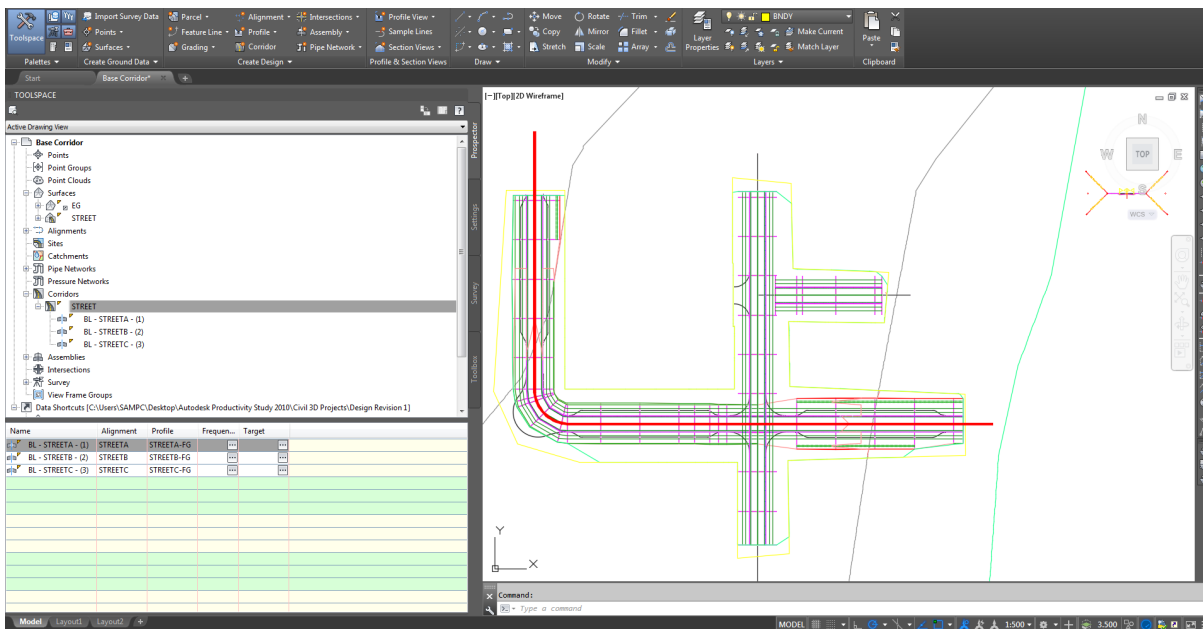 Import Survey Data Parcel Alignment Intersections Profile View Move Rotate Trim BNDY
Toolspace Points Feature Line Profile Assembly Sample Lines Copy Mirror Fillet Layer Properties Make Current Paste
Surfaces Grading Corridor Pipe Network Section Views Stretch Scale Array Match Layer
Palettes Create Ground Data Create Design Profile & Section Views Draw Modify Layers Clipboard
Start Base Corridor* +
TOOLSPACE
[−][Top][2D Wireframe]
Active Drawing View
Base Corridor
Points
Point Groups
Point Clouds
Surfaces
EG
STREET
Alignments
Sites
Catchments
Pipe Networks
Pressure Networks
Corridors
STREET
BL - STREETA - (1)
BL - STREETB - (2)
BL - STREETC - (3)
Assemblies
Intersections
Survey
View Frame Groups
Data Shortcuts [C:\Users\SAMPC\Desktop\Autodesk Productivity Study 2010\Civil 3D Projects\Design Revision 1]
Prospector
Settings
Survey
Toolbox
Name Alignment Profile Frequen... Target
BL - STREETA - (1) STREETA STREETA-FG
BL - STREETB - (2) STREETB STREETB-FG
BL - STREETC - (3) STREETC STREETC-FG
N
W TOP E
S
WCS
Y
X
Command:
Type a command
Model Layout1 Layout2 +
MODEL 1:500 3.500